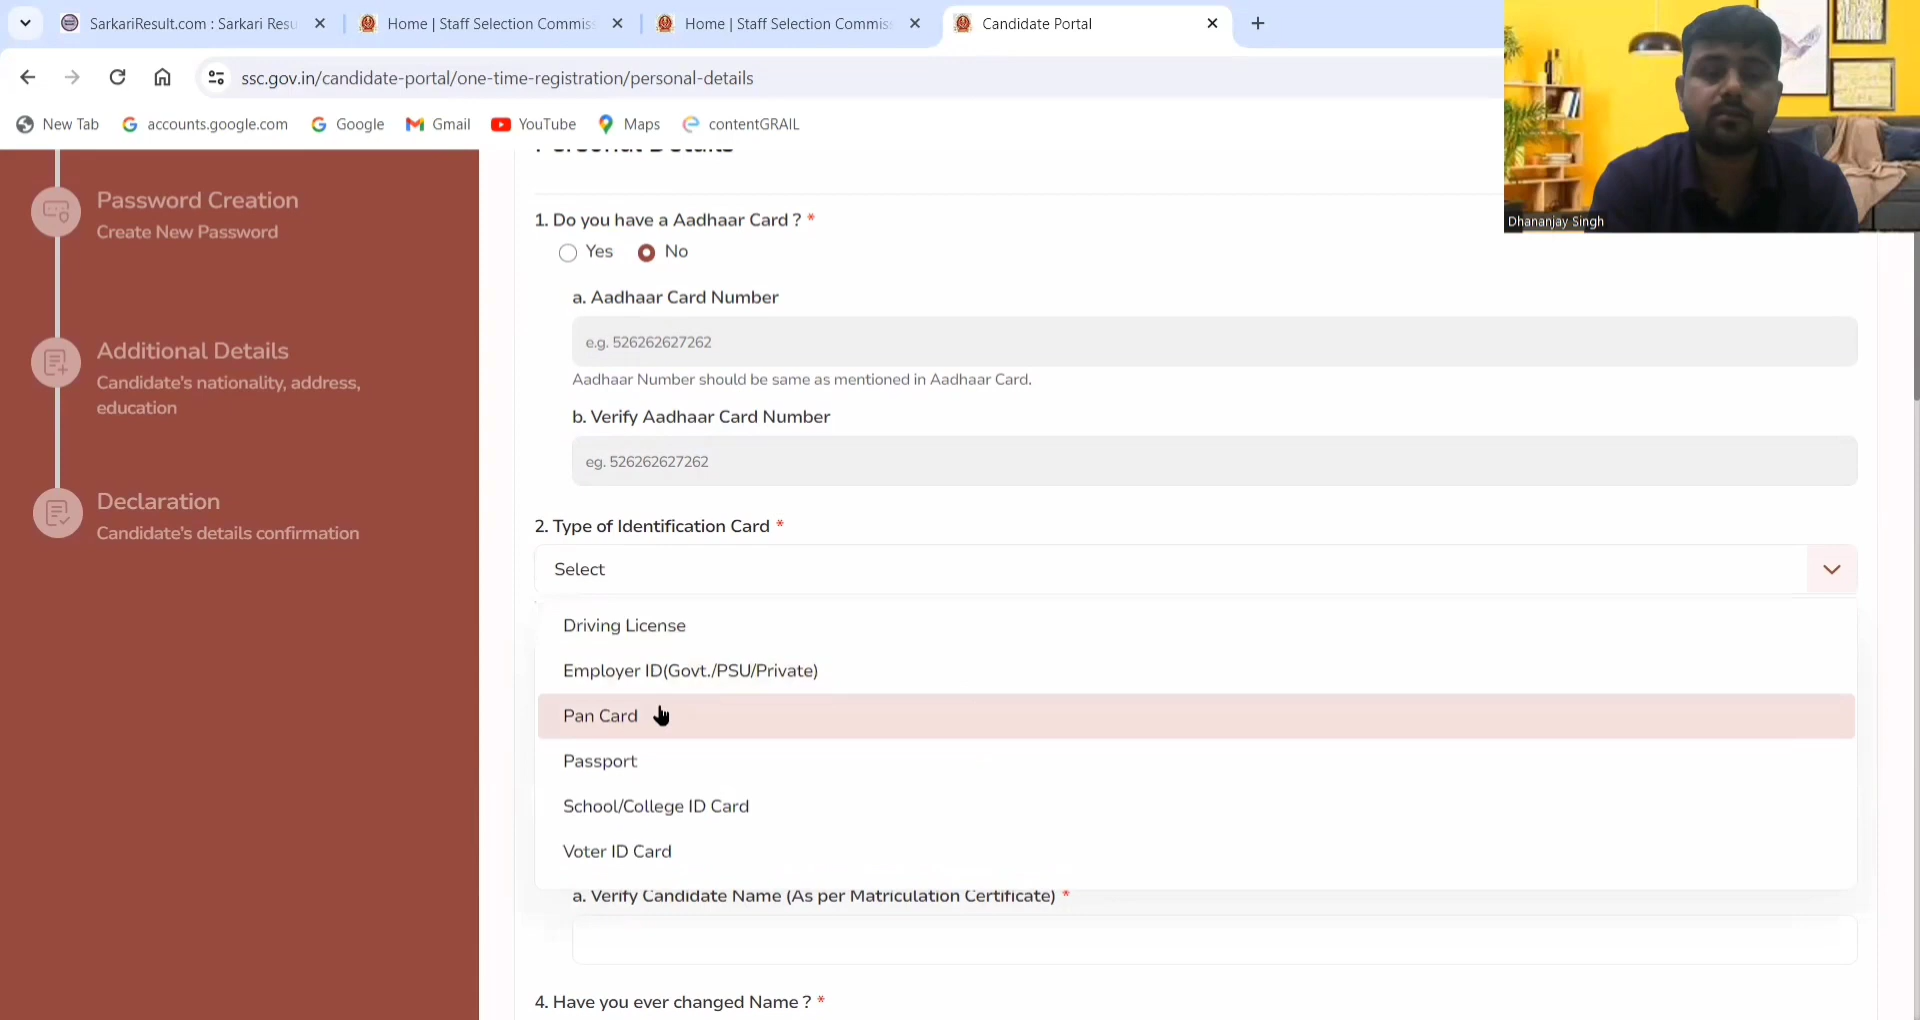 SarkariResult.com : Sarkari Resu
Home | Staff Selection Commis
Home | Staff Selection Commis
Candidate Portal
ssc.gov.in/candidate-portal/one-time-registration/personal-details
New Tab
accounts.google.com
Google
Gmail
YouTube
Maps
contentGRAIL
Dhananjay Singh
Password Creation
Create New Password
Additional Details
Candidate's nationality, address,
education
Declaration
Candidate's details confirmation
Personal Details
1. Do you have a Aadhaar Card ? *
Yes No
a. Aadhaar Card Number
e.g. 526262627262
Aadhaar Number should be same as mentioned in Aadhaar Card.
b. Verify Aadhaar Card Number
eg. 526262627262
2. Type of Identification Card *
Select
Driving License
Employer ID(Govt./PSU/Private)
Pan Card
Passport
School/College ID Card
Voter ID Card
a. Verify Candidate Name (As per Matriculation Certificate) *
4. Have you ever changed Name ? *